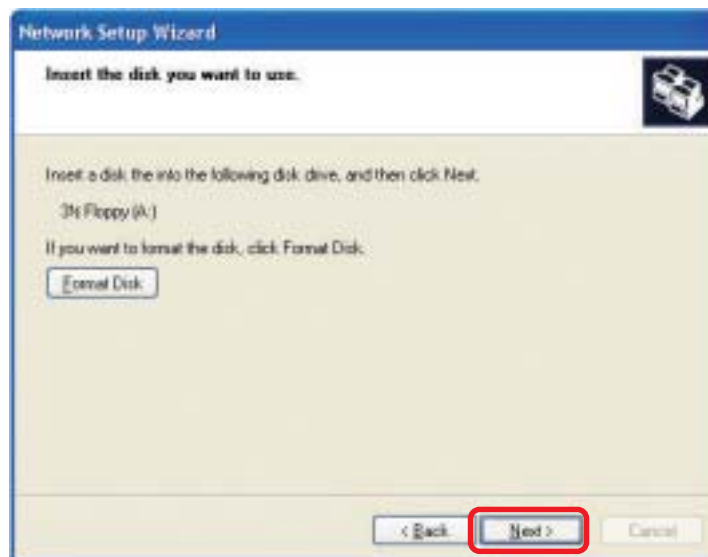 Network Setup Wizard
Insert the disk you want to use.
Insert a disk the into the following disk drive, and then click Next.
3½ Floppy (A:)
If you want to format the disk, click Format Disk.
Format Disk
< Back
Next >
Cancel